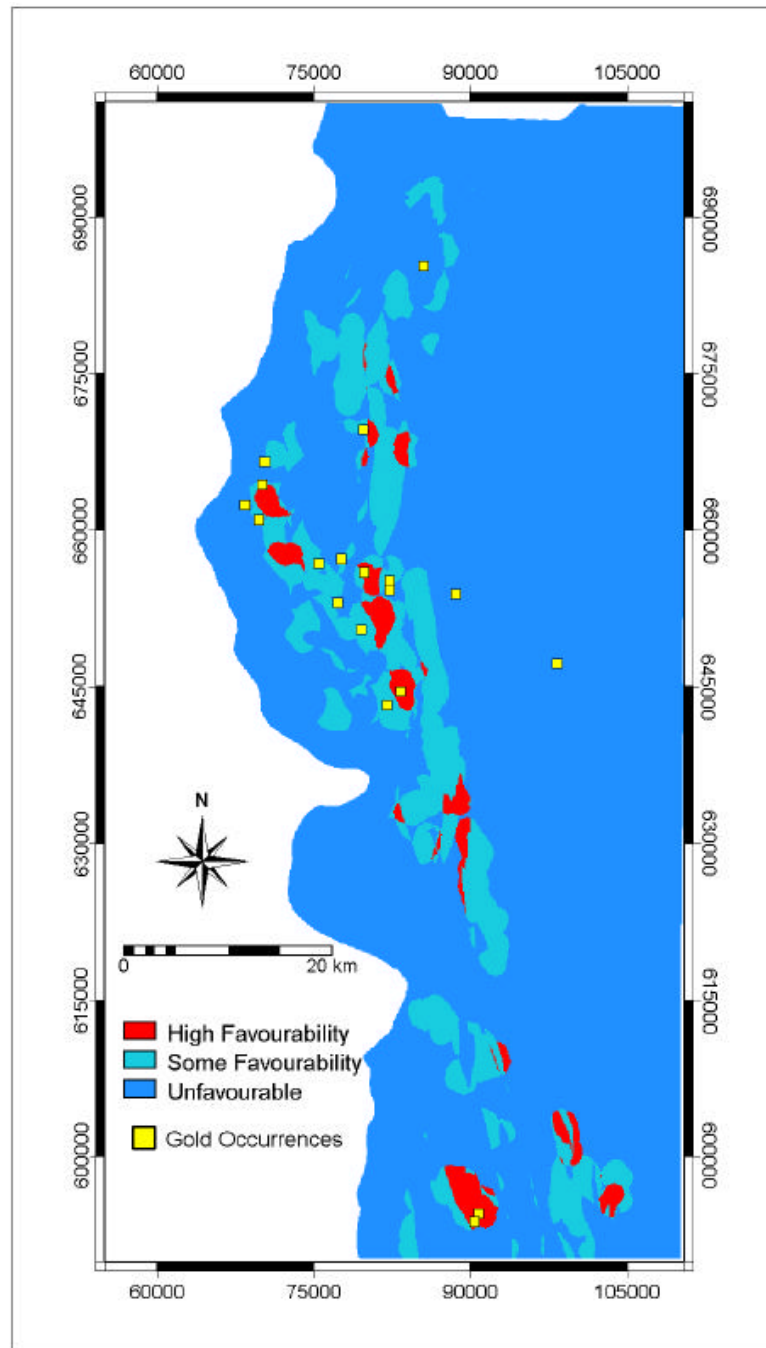 60000 75000 90000 105000
690000 690000
675000 675000
660000 660000
645000 645000
N
630000 630000
0 20 km
615000 615000
High Favourability
Some Favourability
Unfavourable
Gold Occurrences
600000 600000
60000 75000 90000 105000